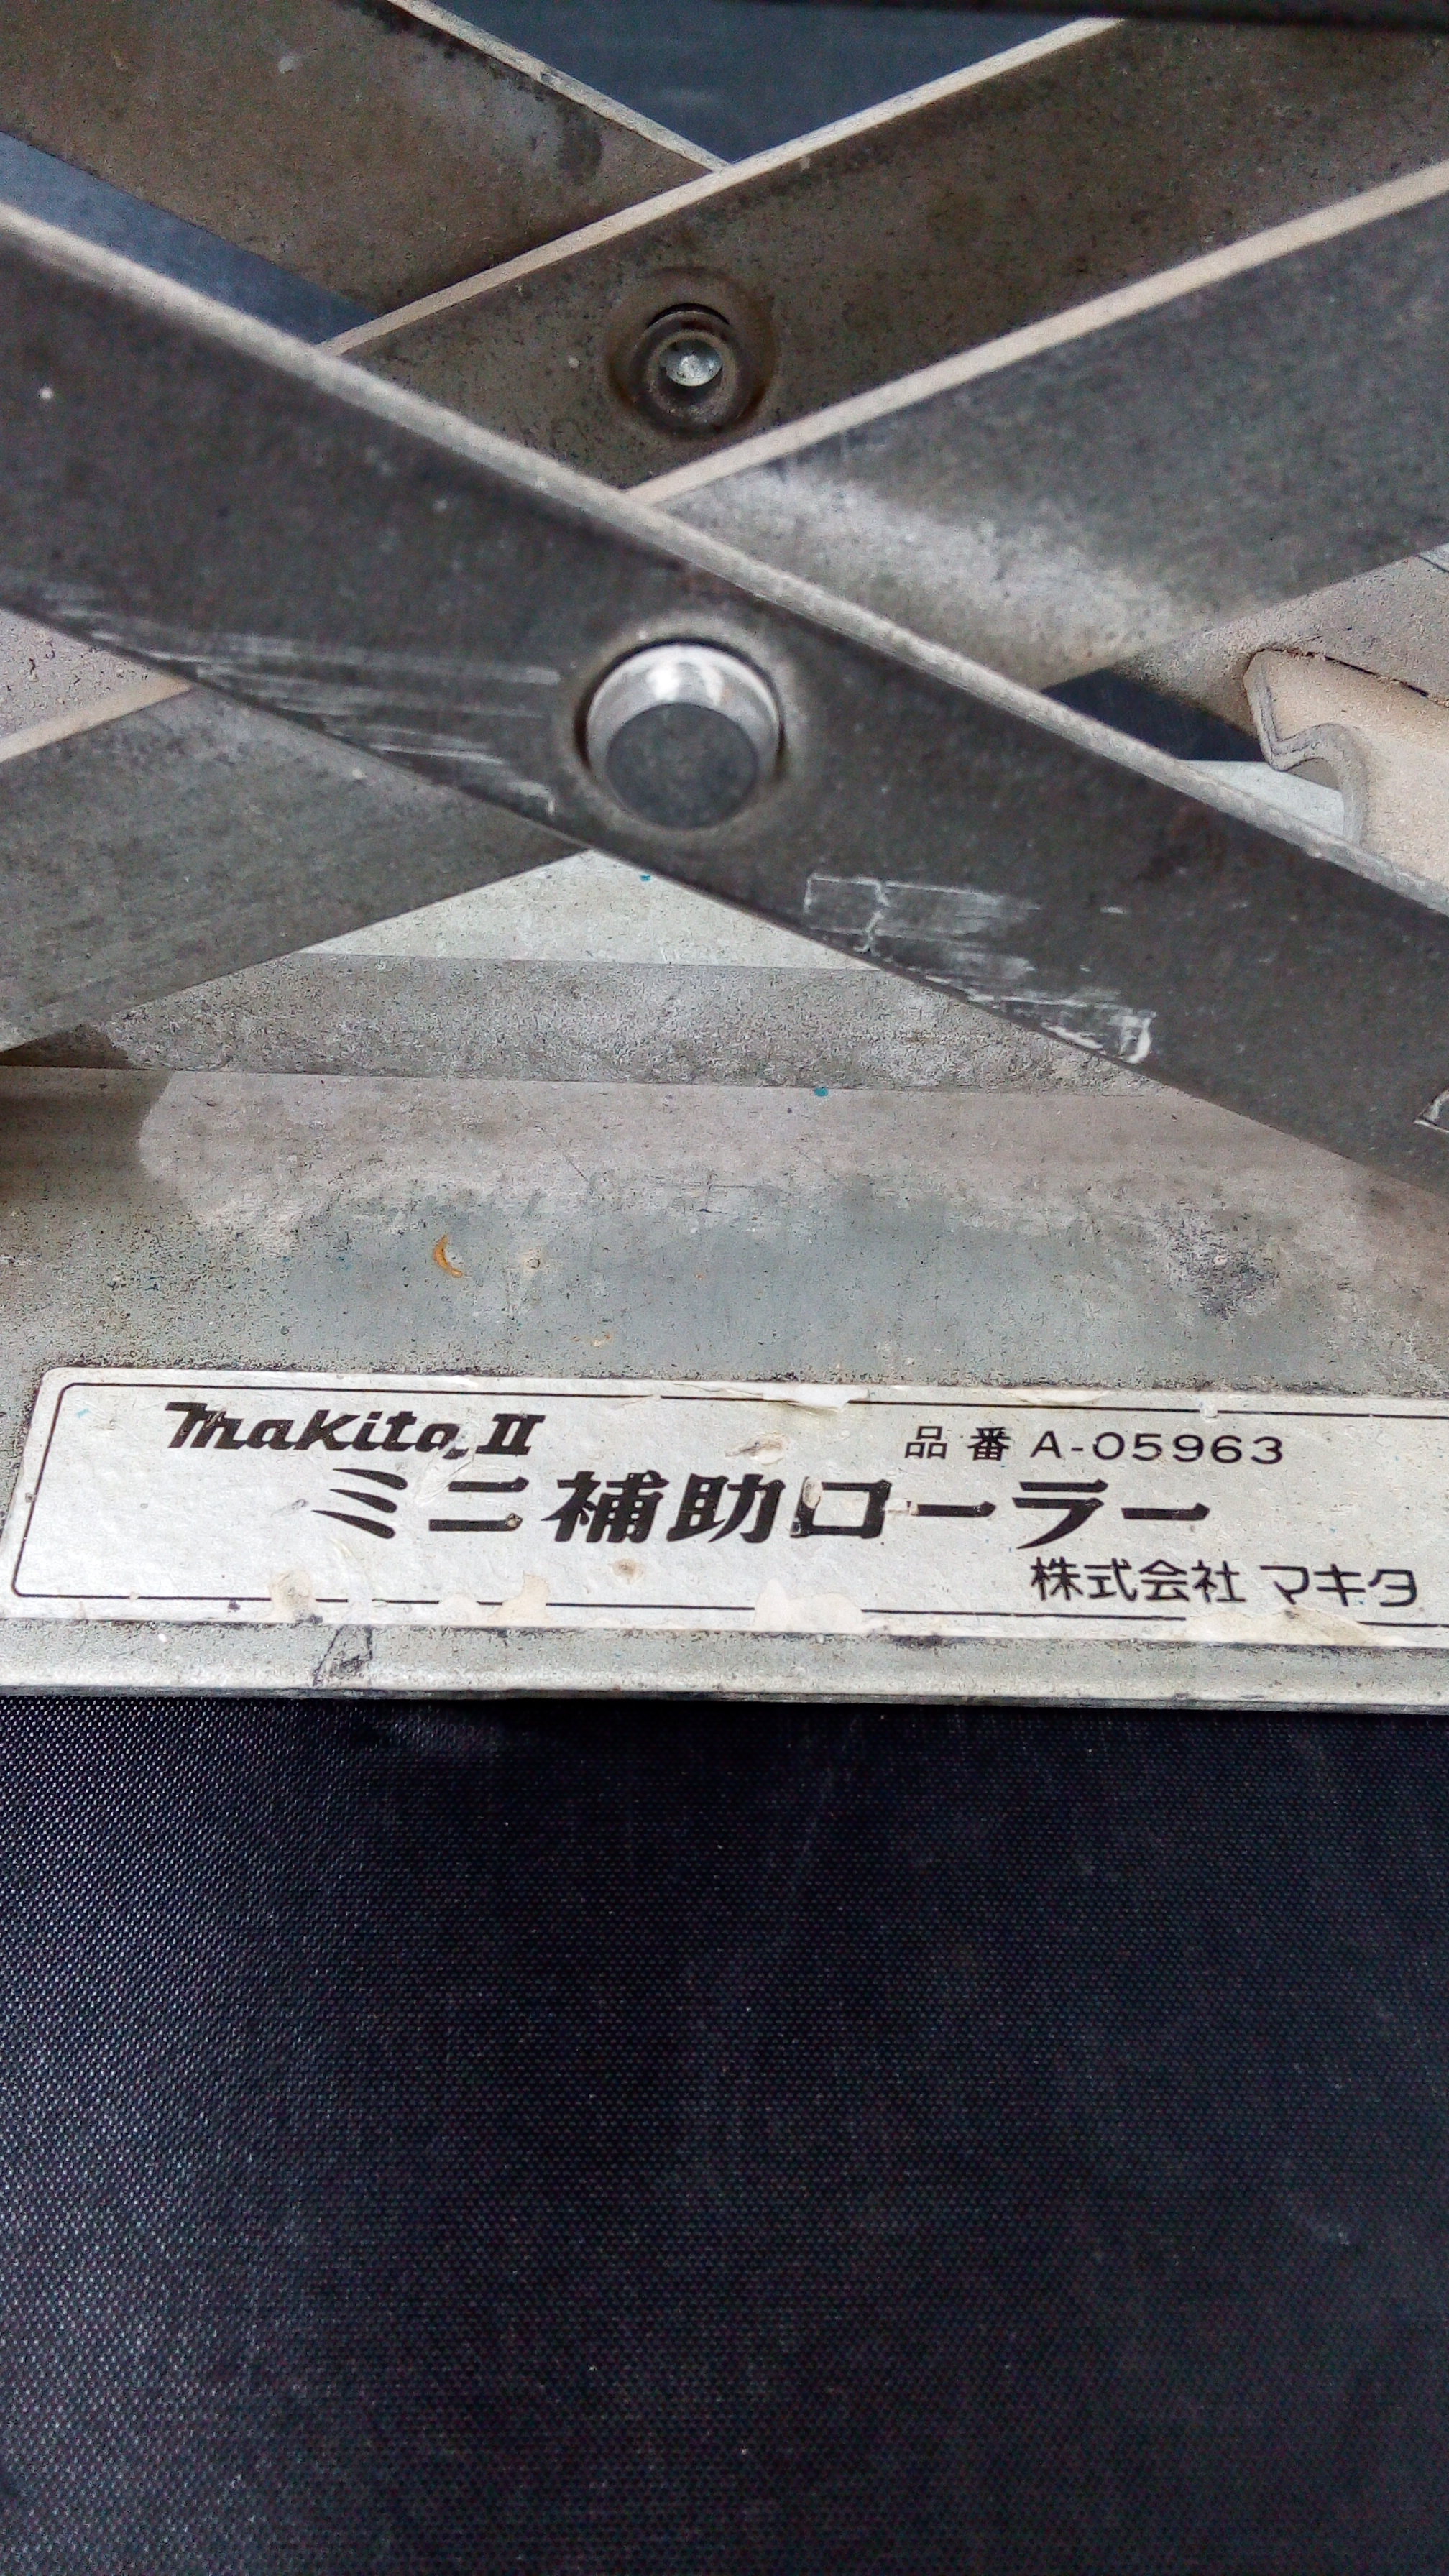 makita II
品番 A-05963
ミニ補助ローラー
株式会社 マキタ